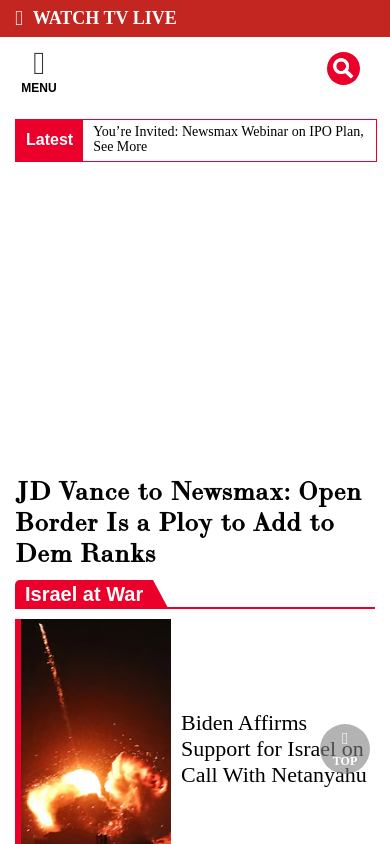 WATCH TV LIVE
MENU
Latest
You’re Invited: Newsmax Webinar on IPO Plan,
See More
JD Vance to Newsmax: Open
Border Is a Ploy to Add to
Dem Ranks
Israel at War
Biden Affirms
Support for Israel on
Call With Netanyahu
TOP